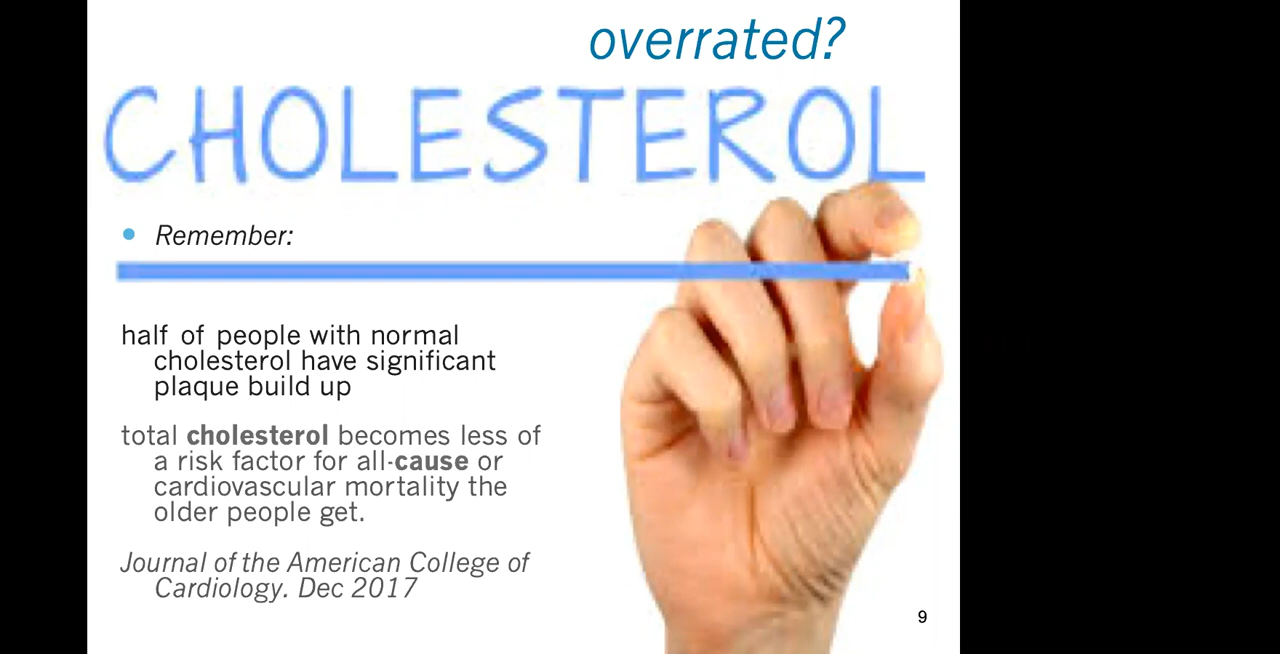 overrated?
CHOLESTEROL
• Remember:
half of people with normal
cholesterol have significant
plaque build up
total cholesterol becomes less of
a risk factor for all-cause or
cardiovascular mortality the
older people get.
Journal of the American College of
Cardiology. Dec 2017
9